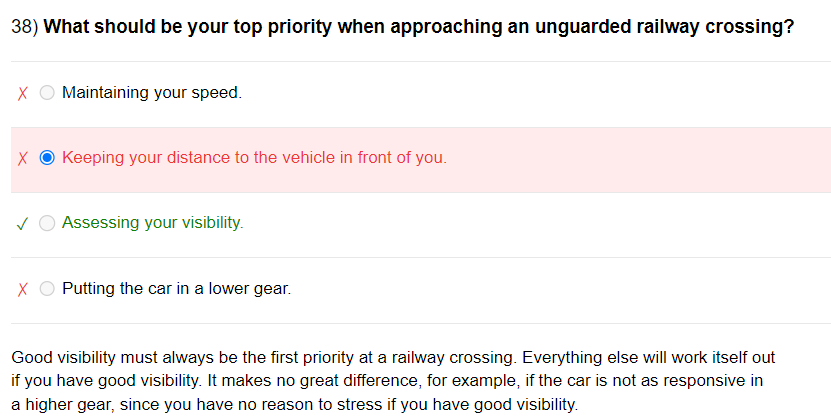 38) What should be your top priority when approaching an unguarded railway crossing?
✗ Maintaining your speed.
✗ Keeping your distance to the vehicle in front of you.
✓ Assessing your visibility.
✗ Putting the car in a lower gear.
Good visibility must always be the first priority at a railway crossing. Everything else will work itself out
if you have good visibility. It makes no great difference, for example, if the car is not as responsive in
a higher gear, since you have no reason to stress if you have good visibility.